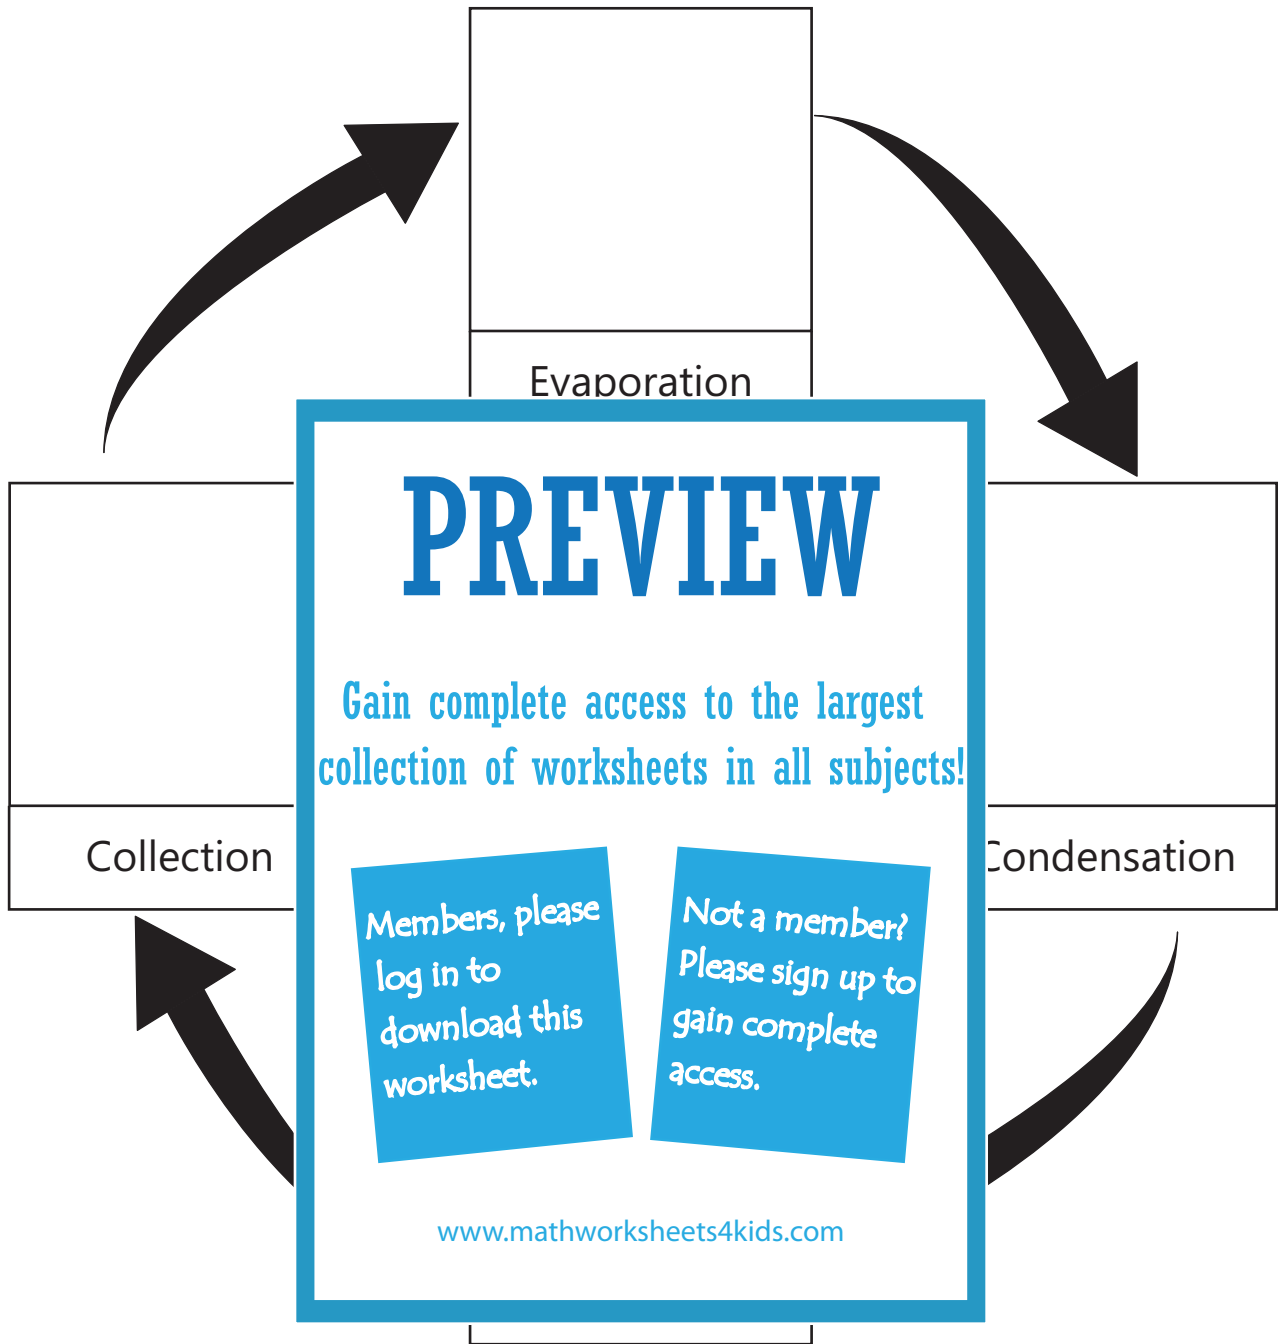 Evaporation
PREVIEW
Gain complete access to the largest
collection of worksheets in all subjects!
Collection
Condensation
Members, please
log in to
download this
worksheet.
Not a member?
Please sign up to
gain complete
access.
www.mathworksheets4kids.com